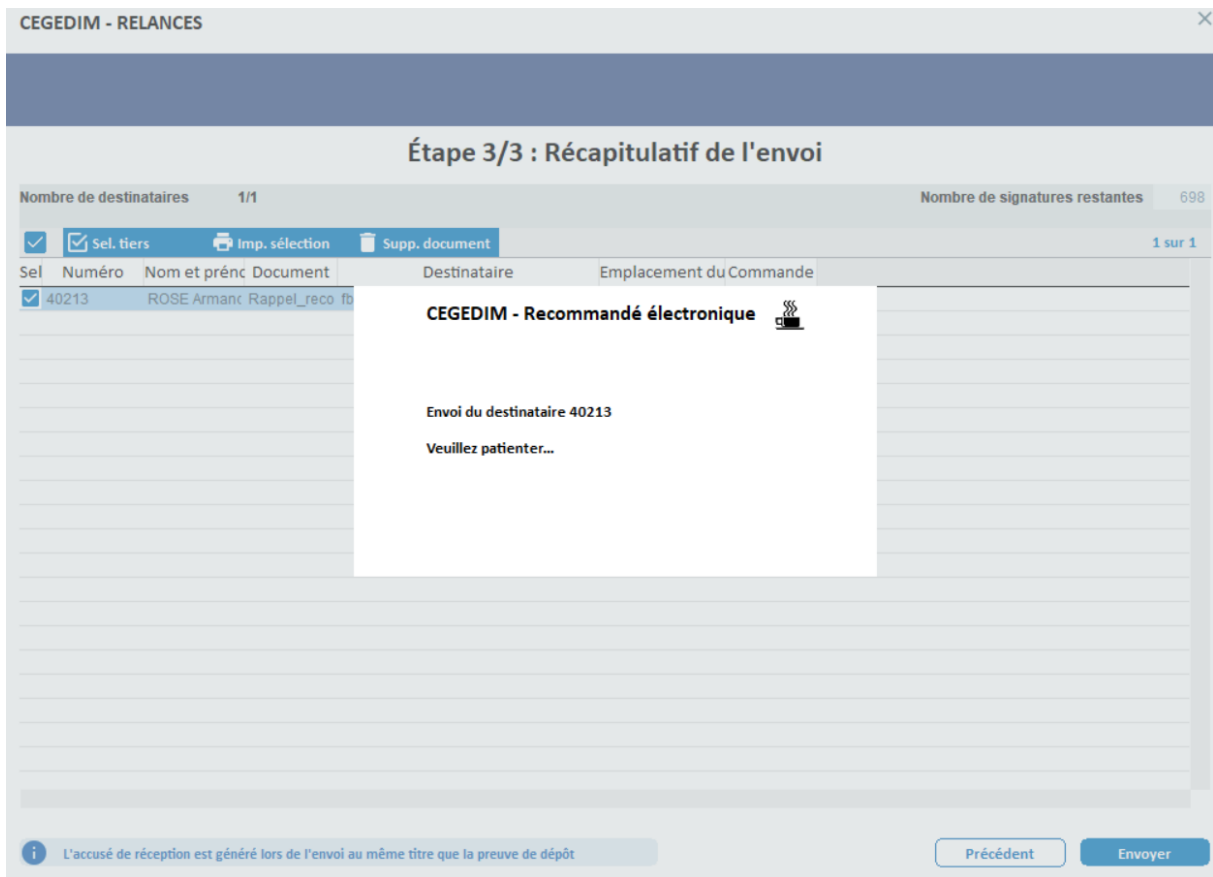 CEGEDIM - RELANCES
Étape 3/3 : Récapitulatif de l'envoi
Nombre de destinataires 1/1 Nombre de signatures restantes 698
Sel. tiers Imp. sélection Supp. document 1 sur 1
Sel Numéro Nom et prénc Document Destinataire Emplacement du Commande
40213 ROSE Armanc Rappel_reco fb
CEGEDIM - Recommandé électronique
Envoi du destinataire 40213
Veuillez patienter...
L'accusé de réception est généré lors de l'envoi au même titre que la preuve de dépôt Précédent Envoyer